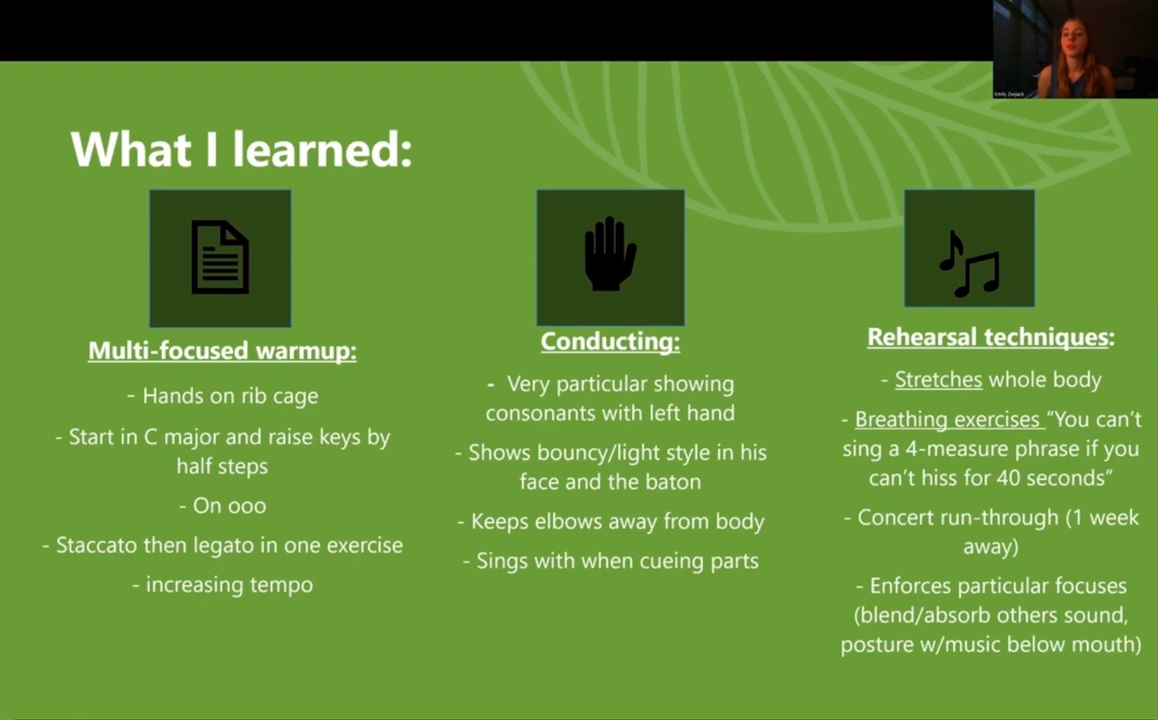 Emily Zwijack
What I learned:
Multi-focused warmup:
- Hands on rib cage
- Start in C major and raise keys by
half steps
- On ooo
- Staccato then legato in one exercise
- increasing tempo
Conducting:
- Very particular showing
consonants with left hand
- Shows bouncy/light style in his
face and the baton
- Keeps elbows away from body
- Sings with when cueing parts
Rehearsal techniques:
- Stretches whole body
- Breathing exercises "You can't
sing a 4-measure phrase if you
can't hiss for 40 seconds"
- Concert run-through (1 week
away)
- Enforces particular focuses
(blend/absorb others sound,
posture w/music below mouth)